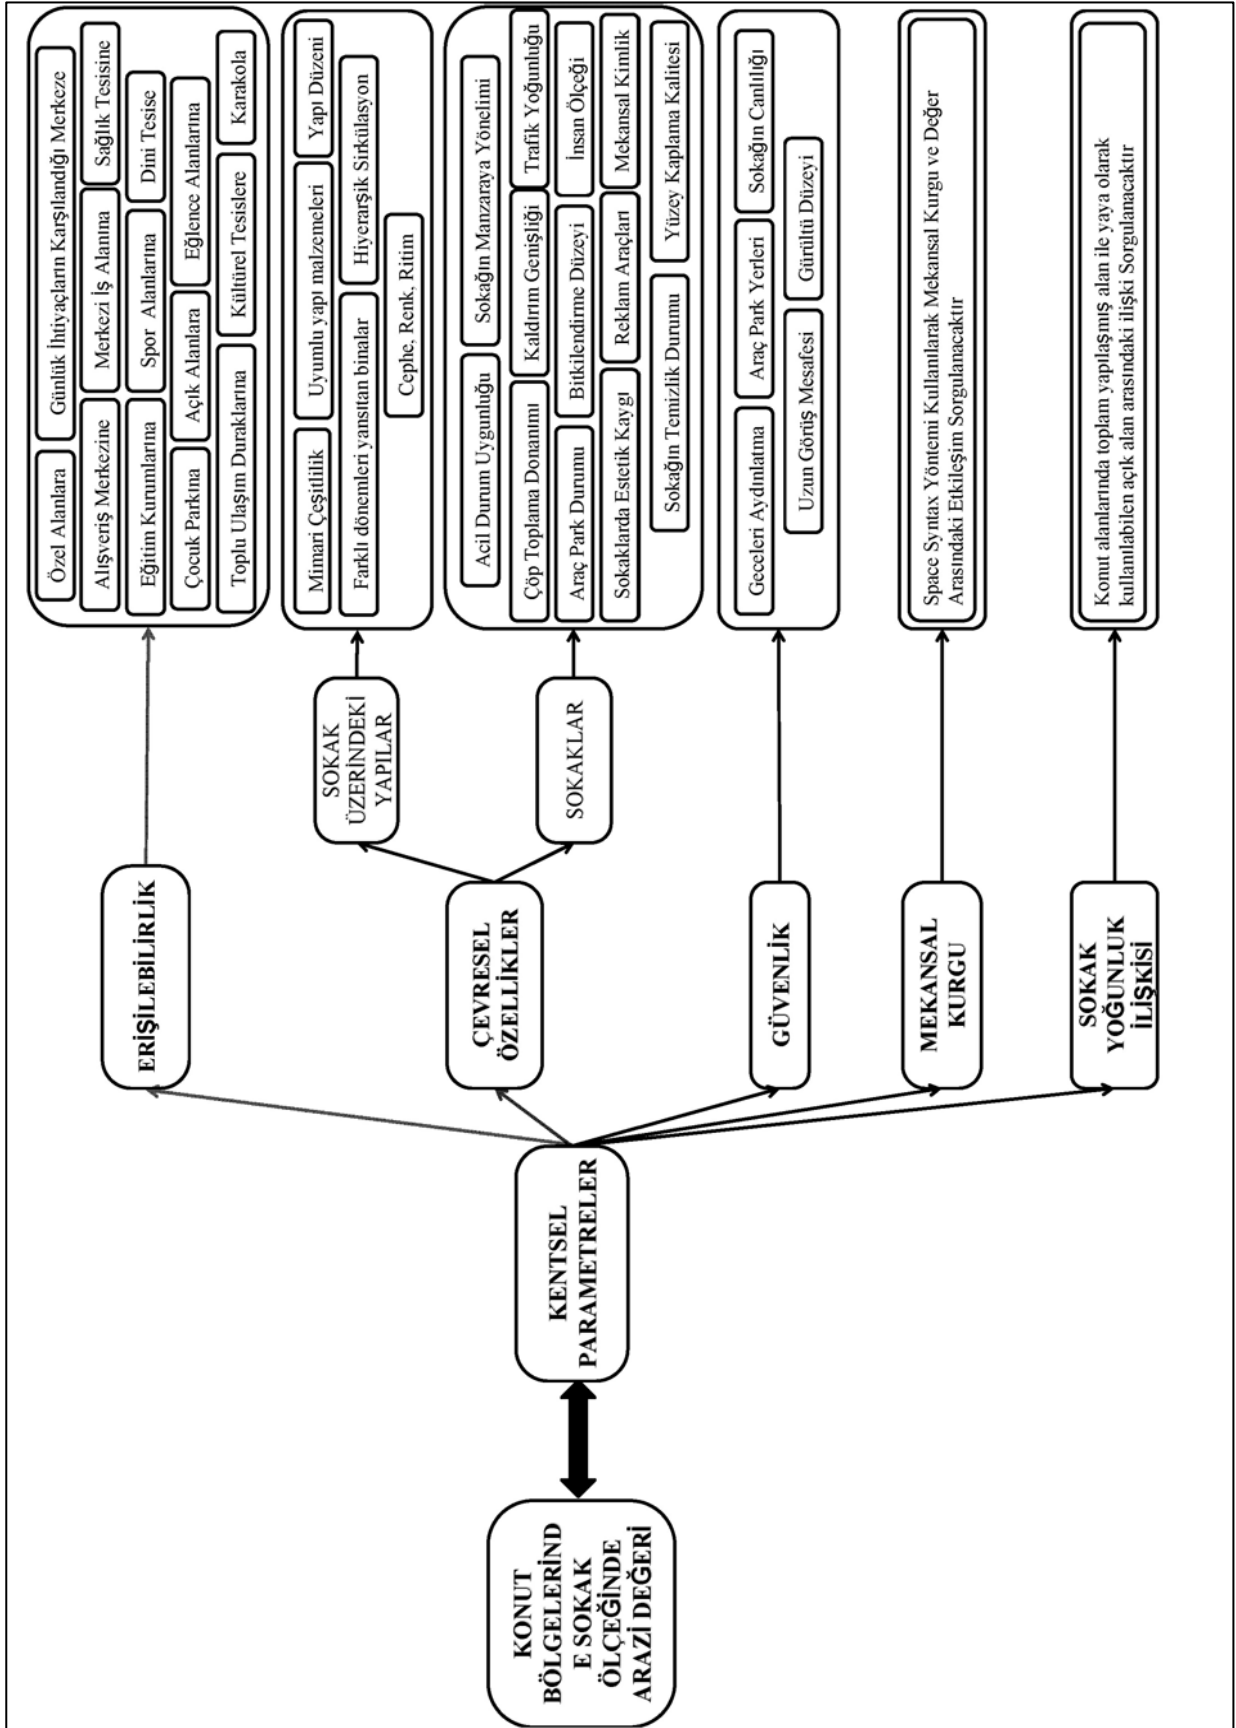 KONUT
BÖLGELERİND
E SOKAK
ÖLÇEĞİNDE
ARAZİ DEĞERİ
KENTSEL
PARAMETRELER
ERİŞİLEBİLİRLİK
Özel Alanlara
Günlük İhtiyaçların Karşılandığı Merkeze
Alışveriş Merkezine
Merkezi İş Alanına
Sağlık Tesisine
Eğitim Kurumlarına
Spor Alanlarına
Dini Tesise
Çocuk Parkına
Açık Alanlara
Eğlence Alanlarına
Toplu Ulaşım Duraklarına
Kültürel Tesislere
Karakola
ÇEVRESEL
ÖZELLİKLER
SOKAK
ÜZERİNDEKİ
YAPILAR
Mimari Çeşitlilik
Uyumlu yapı malzemeleri
Yapı Düzeni
Farklı dönemleri yansıtan binalar
Hiyerarşik Sirkülasyon
Cephe, Renk, Ritim
SOKAKLAR
Acil Durum Uygunluğu
Sokağın Manzaraya Yönelimi
Çöp Toplama Donanımı
Kaldırım Genişliği
Trafik Yoğunluğu
Araç Park Durumu
Bitkilendirme Düzeyi
İnsan Ölçeği
Sokaklarda Estetik Kaygı
Reklam Araçları
Mekansal Kimlik
Sokağın Temizlik Durumu
Yüzey Kaplama Kalitesi
GÜVENLİK
Geceleri Aydınlatma
Araç Park Yerleri
Sokağın Canlılığı
Uzun Görüş Mesafesi
Gürültü Düzeyi
MEKANSAL
KURGU
Space Syntax Yöntemi Kullanılarak Mekansal Kurgu ve Değer
Arasındaki Etkileşim Sorgulanacaktır
SOKAK
YOĞUNLUK
İLİŞKİSİ
Konut alanlarında toplam yapılaşmış alan ile yaya olarak
kullanılabilen açık alan arasındaki ilişki Sorgulanacaktır